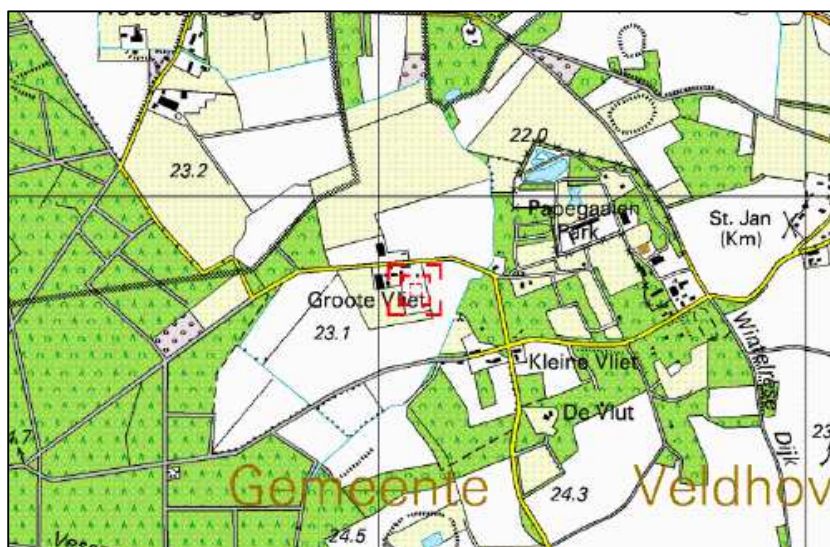 22.0
23.2
Papegaaien
Park
St. Jan
(Km)
Groote Vliet
23.1
Kleine Vliet
Wintelrese
Dijk
De Vlut
Gemeente Veldhov
24.3
24.5